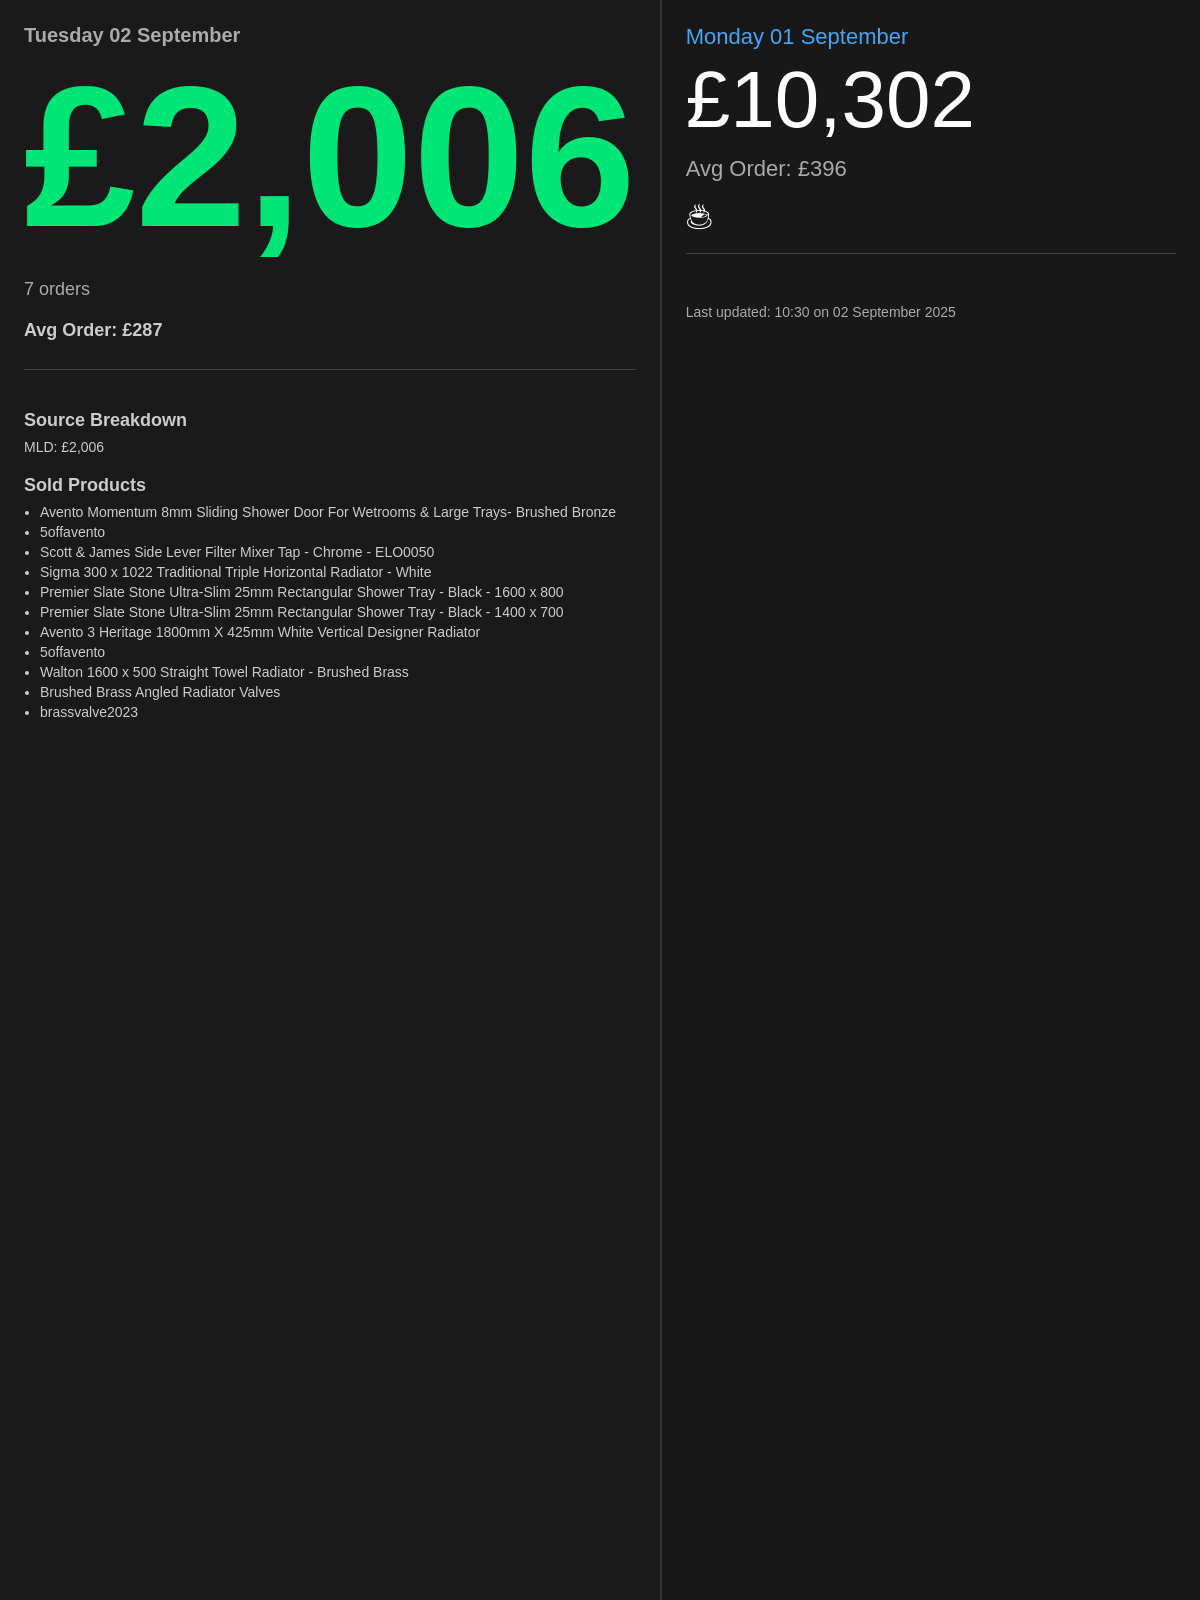 Tuesday 02 September
£2,006
7 orders
Avg Order: £287
Source Breakdown
MLD: £2,006
Sold Products
• Avento Momentum 8mm Sliding Shower Door For Wetrooms & Large Trays- Brushed Bronze
• 5offavento
• Scott & James Side Lever Filter Mixer Tap - Chrome - ELO0050
• Sigma 300 x 1022 Traditional Triple Horizontal Radiator - White
• Premier Slate Stone Ultra-Slim 25mm Rectangular Shower Tray - Black - 1600 x 800
• Premier Slate Stone Ultra-Slim 25mm Rectangular Shower Tray - Black - 1400 x 700
• Avento 3 Heritage 1800mm X 425mm White Vertical Designer Radiator
• 5offavento
• Walton 1600 x 500 Straight Towel Radiator - Brushed Brass
• Brushed Brass Angled Radiator Valves
• brassvalve2023
Monday 01 September
£10,302
Avg Order: £396
Last updated: 10:30 on 02 September 2025